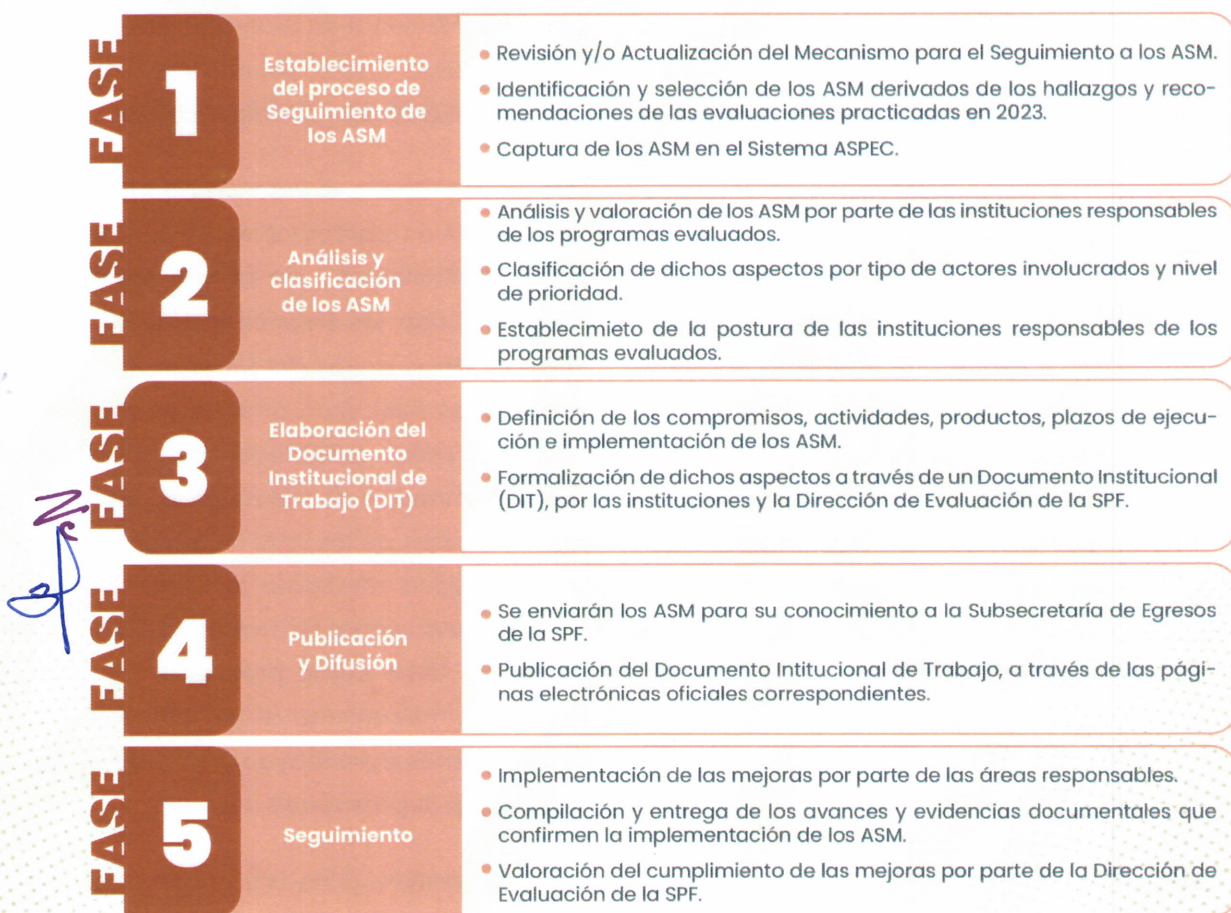 FASE
1
Establecimiento
del proceso de
Seguimiento de
los ASM
• Revisión y/o Actualización del Mecanismo para el Seguimiento a los ASM.
• Identificación y selección de los ASM derivados de los hallazgos y reco-
mendaciones de las evaluaciones practicadas en 2023.
• Captura de los ASM en el Sistema ASPEC.
FASE
2
Análisis y
clasificación
de los ASM
• Análisis y valoración de los ASM por parte de las instituciones responsables
de los programas evaluados.
• Clasificación de dichos aspectos por tipo de actores involucrados y nivel
de prioridad.
• Establecimieto de la postura de las instituciones responsables de los
programas evaluados.
FASE
3
Elaboración del
Documento
Institucional de
Trabajo (DIT)
• Definición de los compromisos, actividades, productos, plazos de ejecu-
ción e implementación de los ASM.
• Formalización de dichos aspectos a través de un Documento Institucional
(DIT), por las instituciones y la Dirección de Evaluación de la SPF.
FASE
4
Publicación
y Difusión
• Se enviarán los ASM para su conocimiento a la Subsecretaría de Egresos
de la SPF.
• Publicación del Documento Intitucional de Trabajo, a través de las pági-
nas electrónicas oficiales correspondientes.
FASE
5
Seguimiento
• Implementación de las mejoras por parte de las áreas responsables.
• Compilación y entrega de los avances y evidencias documentales que
confirmen la implementación de los ASM.
• Valoración del cumplimiento de las mejoras por parte de la Dirección de
Evaluación de la SPF.